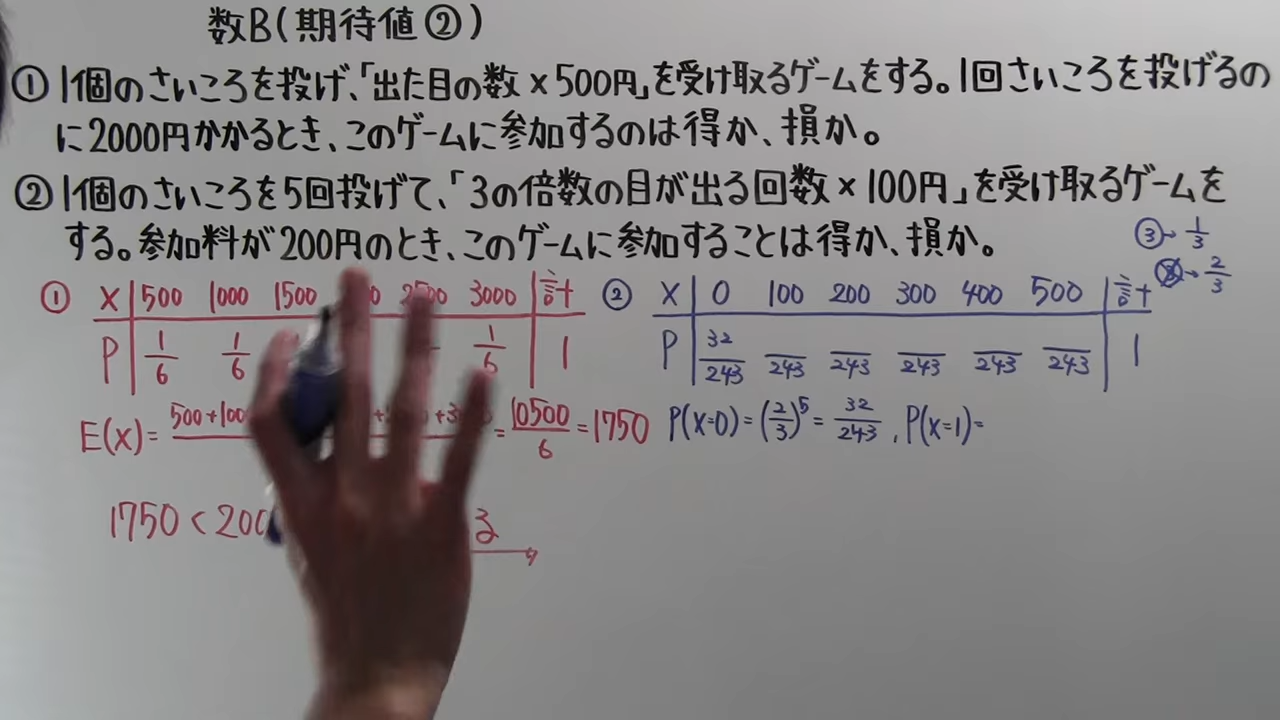 数B(期待値②)
① 1個のさいころを投げ、「出た目の数×500円」を受け取るゲームをする。1回さいころを投げるの
に2000円かかるとき、このゲームに参加するのは得か、損か。
② 1個のさいころを5回投げて、「3の倍数の目が出る回数×100円」を受け取るゲームを
する。参加料が200円のとき、このゲームに参加することは得か、損か。
③→ 1/3
→ 2/3
① X 500 1000 1500 2500 3000 計
P 1/6 1/6 1/6 1
E(X)= 500+100 = 10500/6 = 1750
1750 < 200 る
② X 0 100 200 300 400 500 計
P 32/243 /243 /243 /243 /243 /243 1
P(X=0)=(2/3)^5 = 32/243 , P(X=1)=